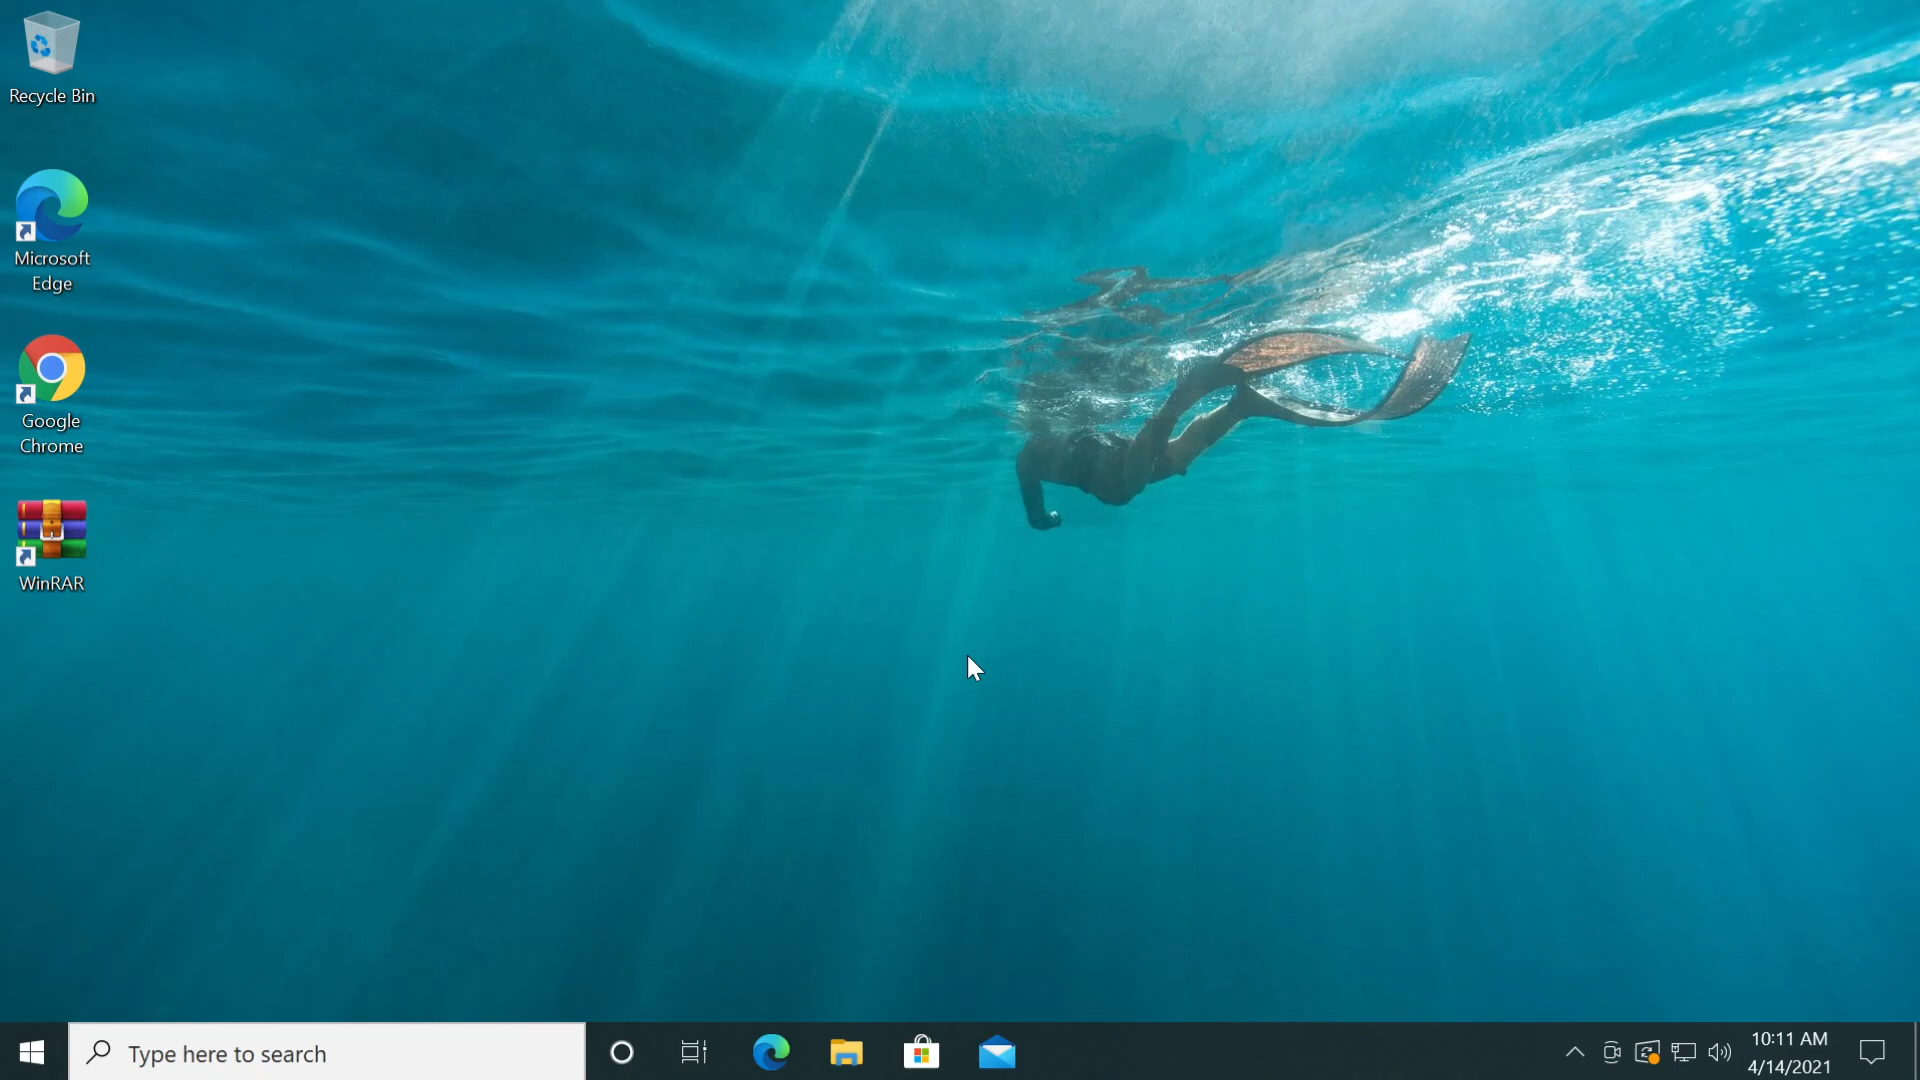 Recycle Bin
Microsoft
Edge
Google
Chrome
WinRAR
Type here to search
10:11 AM
4/14/2021